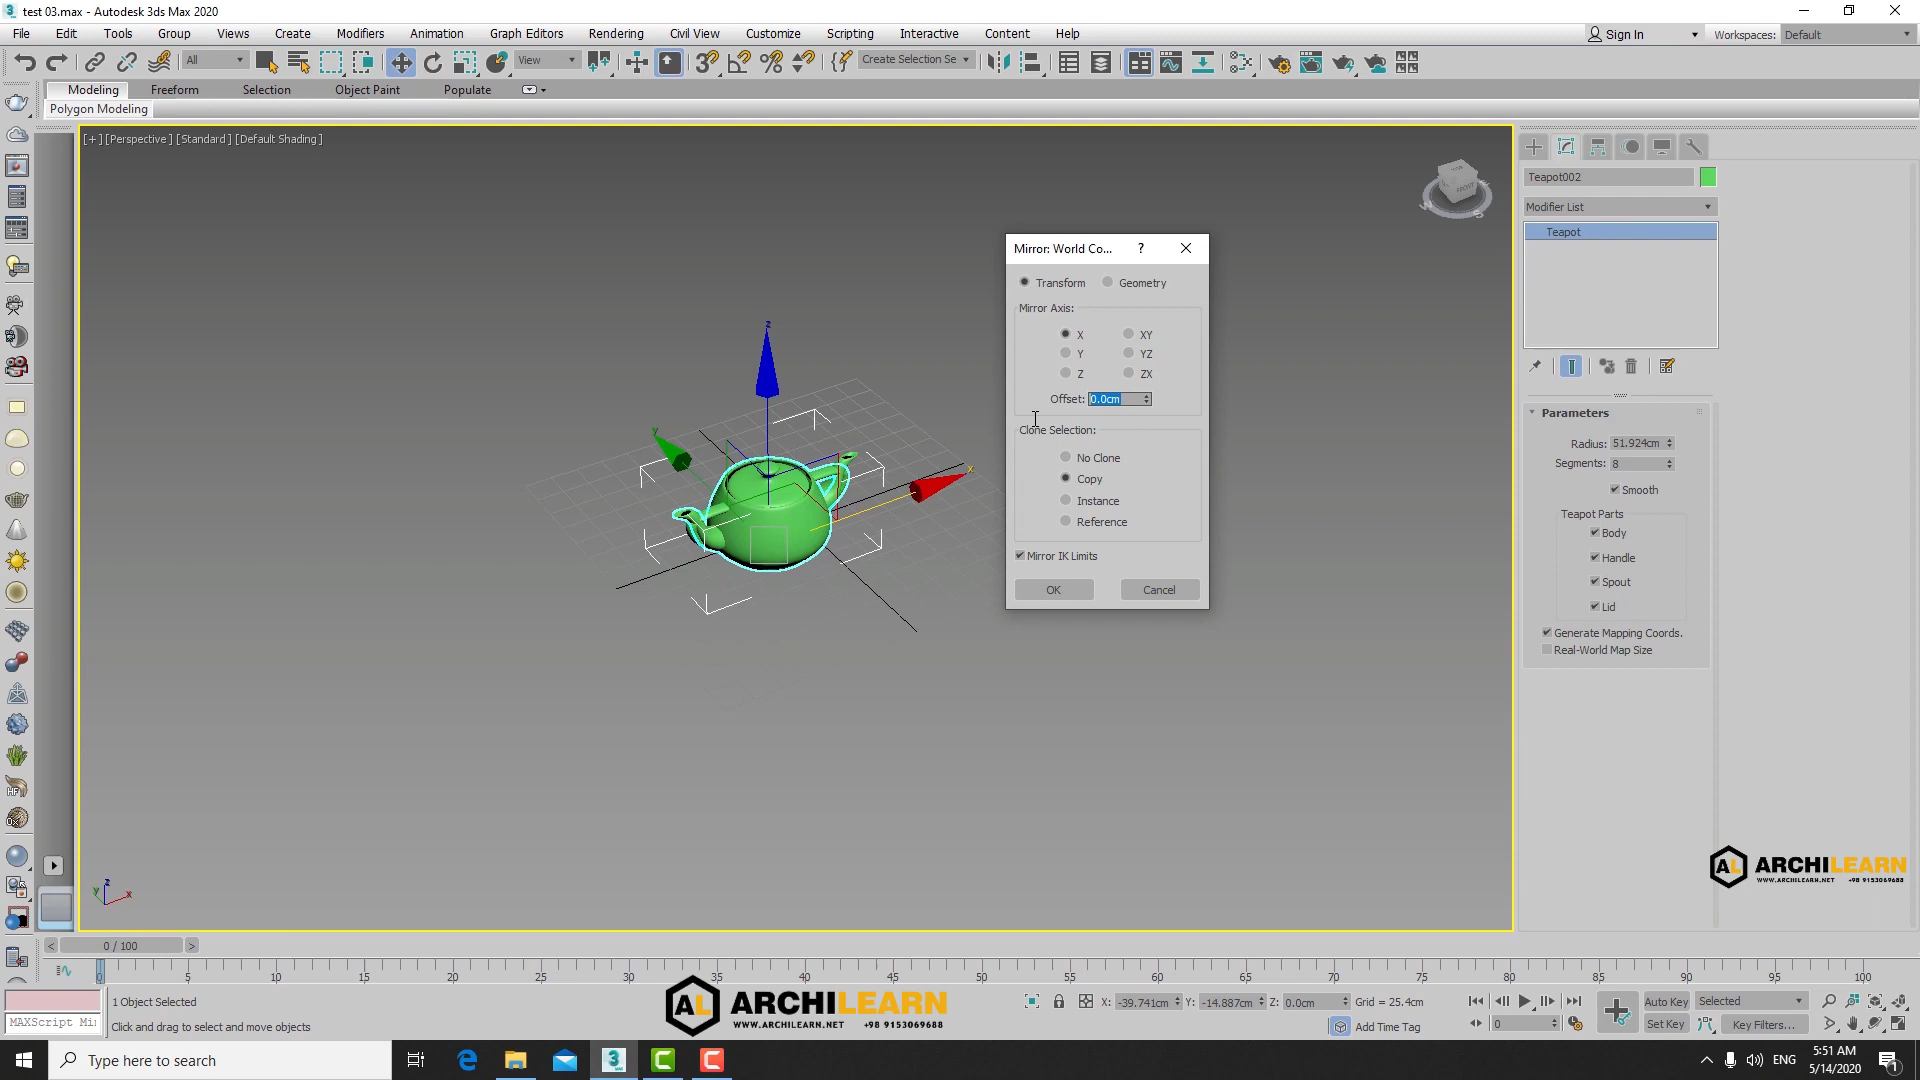 test 03.max - Autodesk 3ds Max 2020
File Edit Tools Group Views Create Modifiers Animation Graph Editors Rendering Civil View Customize Scripting Interactive Content Help
Sign In Workspaces: Default
All View Create Selection Se
Modeling Freeform Selection Object Paint Populate
Polygon Modeling
[+] [Perspective] [Standard] [Default Shading]
Teapot002
Modifier List
Teapot
Mirror: World Co... ?
Transform Geometry
Mirror Axis:
X XY
Y YZ
Z ZX
Offset: 0.0cm
Clone Selection:
No Clone
Copy
Instance
Reference
Mirror IK Limits
OK Cancel
z
y
x
Parameters
Radius: 51.924cm
Segments: 8
Smooth
Teapot Parts
Body
Handle
Spout
Lid
Generate Mapping Coords.
Real-World Map Size
AL ARCHILEARN
WWW.ARCHILEARN.NET +98 9153069688
z
y x
< 0 / 100 >
0 5 10 15 20 25 30 35 40 45 50 55 60 65 70 75 80 85 90 95 100
1 Object Selected
Click and drag to select and move objects
MAXScript Mi
AL ARCHILEARN
WWW.ARCHILEARN.NET +98 9153069688
X: -39.741cm Y: -14.887cm Z: 0.0cm Grid = 25.4cm
Add Time Tag
0
Auto Key Selected
Set Key Key Filters...
Type here to search
ENG
5:51 AM
5/14/2020
1